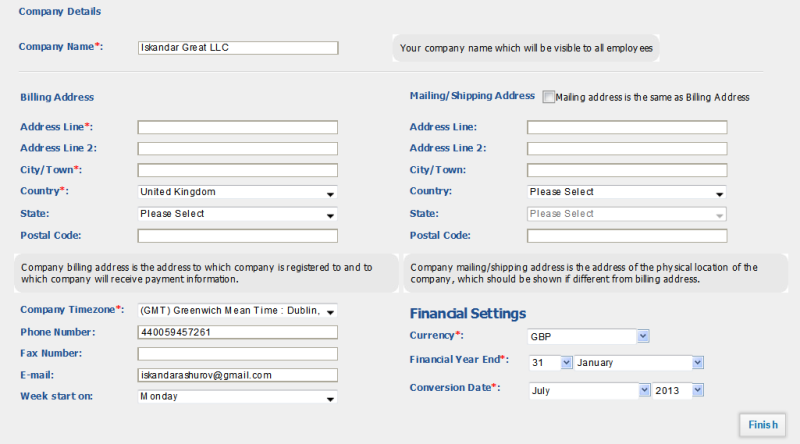 Company Details
Company Name*: Iskandar Great LLC Your company name which will be visible to all employees
Billing Address
Mailing/Shipping Address Mailing address is the same as Billing Address
Address Line*: Address Line:
Address Line 2: Address Line 2:
City/Town*: City/Town:
Country*: United Kingdom Country: Please Select
State: Please Select State: Please Select
Postal Code: Postal Code:
Company billing address is the address to which company is registered to and to
which company will receive payment information.
Company mailing/shipping address is the address of the physical location of the
company, which should be shown if different from billing address.
Company Timezone*: (GMT) Greenwich Mean Time : Dublin,
Phone Number: 440059457261
Fax Number:
E-mail: iskandarashurov@gmail.com
Week start on: Monday
Financial Settings
Currency*: GBP
Financial Year End*: 31 January
Conversion Date*: July 2013
Finish